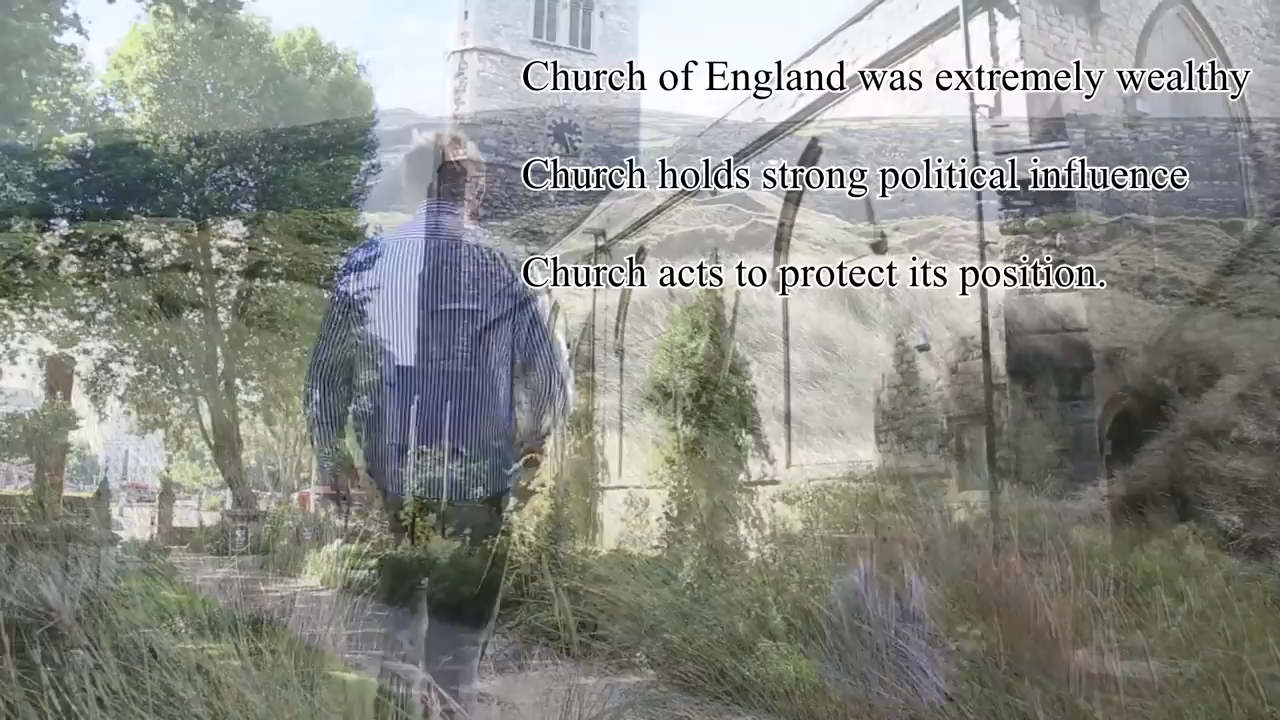 Church of England was extremely wealthy
Church holds strong political influence
Church acts to protect its position.